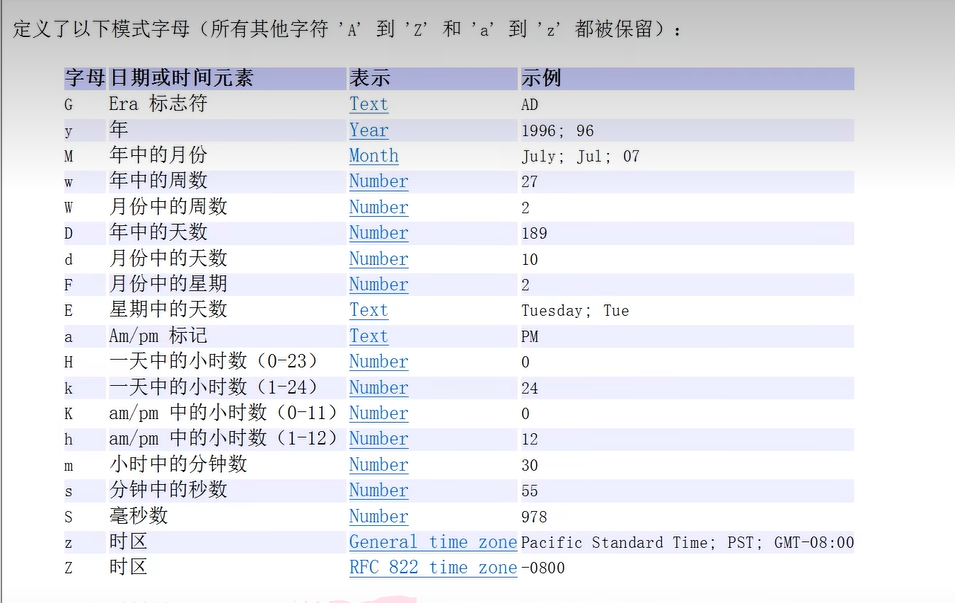 定义了以下模式字母（所有其他字符 'A' 到 'Z' 和 'a' 到 'z' 都被保留）：
字母 日期或时间元素 表示 示例
G Era 标志符 Text AD
y 年 Year 1996; 96
M 年中的月份 Month July; Jul; 07
w 年中的周数 Number 27
W 月份中的周数 Number 2
D 年中的天数 Number 189
d 月份中的天数 Number 10
F 月份中的星期 Number 2
E 星期中的天数 Text Tuesday; Tue
a Am/pm 标记 Text PM
H 一天中的小时数（0-23） Number 0
k 一天中的小时数（1-24） Number 24
K am/pm 中的小时数（0-11） Number 0
h am/pm 中的小时数（1-12） Number 12
m 小时中的分钟数 Number 30
s 分钟中的秒数 Number 55
S 毫秒数 Number 978
z 时区 General time zone Pacific Standard Time; PST; GMT-08:00
Z 时区 RFC 822 time zone -0800